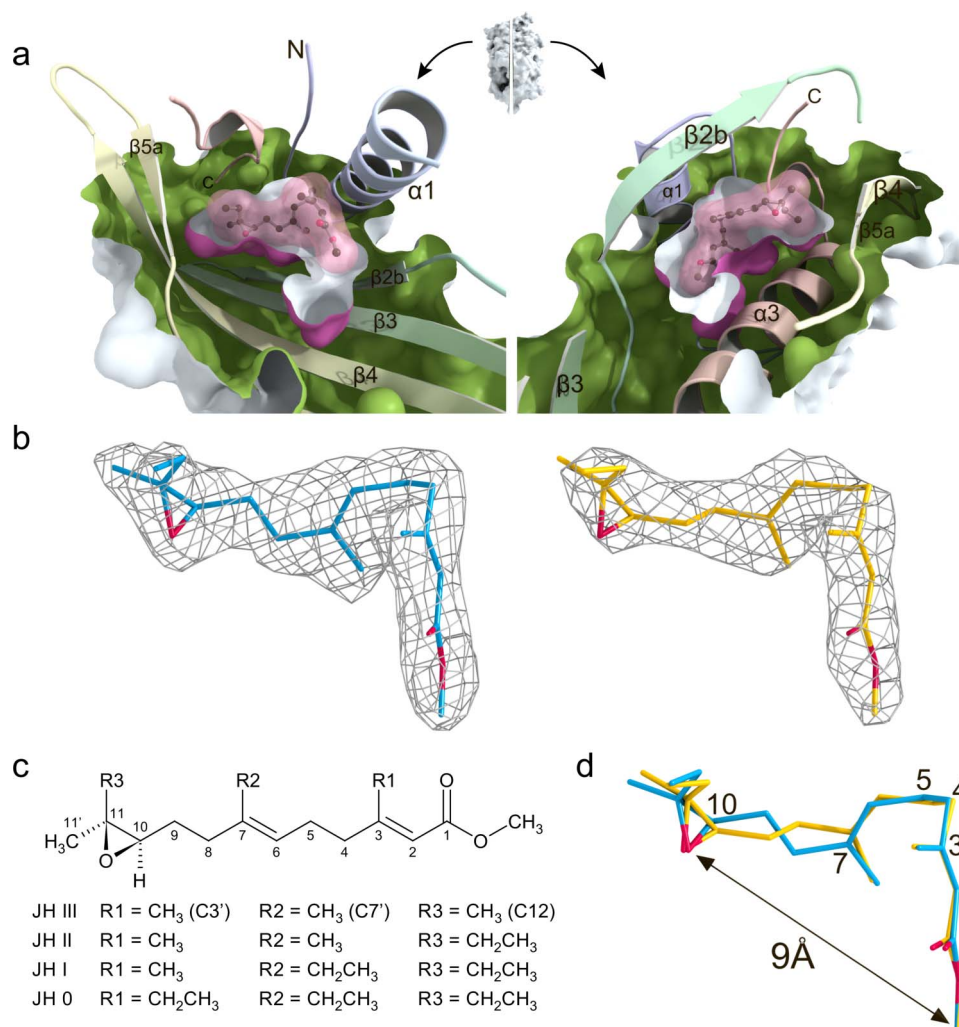 a
N
β5a
c
α1
β2b
β3
β4
β2b
C
α1
β4
β5a
α3
β3
b
c
R3 R2 R1 O
11' 11 10 9 8 7 6 5 4 3 2 1
H₃C O H O CH₃
JH III R1 = CH₃ (C3’) R2 = CH₃ (C7’) R3 = CH₃ (C12)
JH II R1 = CH₃ R2 = CH₃ R3 = CH₂CH₃
JH I R1 = CH₃ R2 = CH₂CH₃ R3 = CH₂CH₃
JH 0 R1 = CH₂CH₃ R2 = CH₂CH₃ R3 = CH₂CH₃
d
10
5
4
7
3
9Å